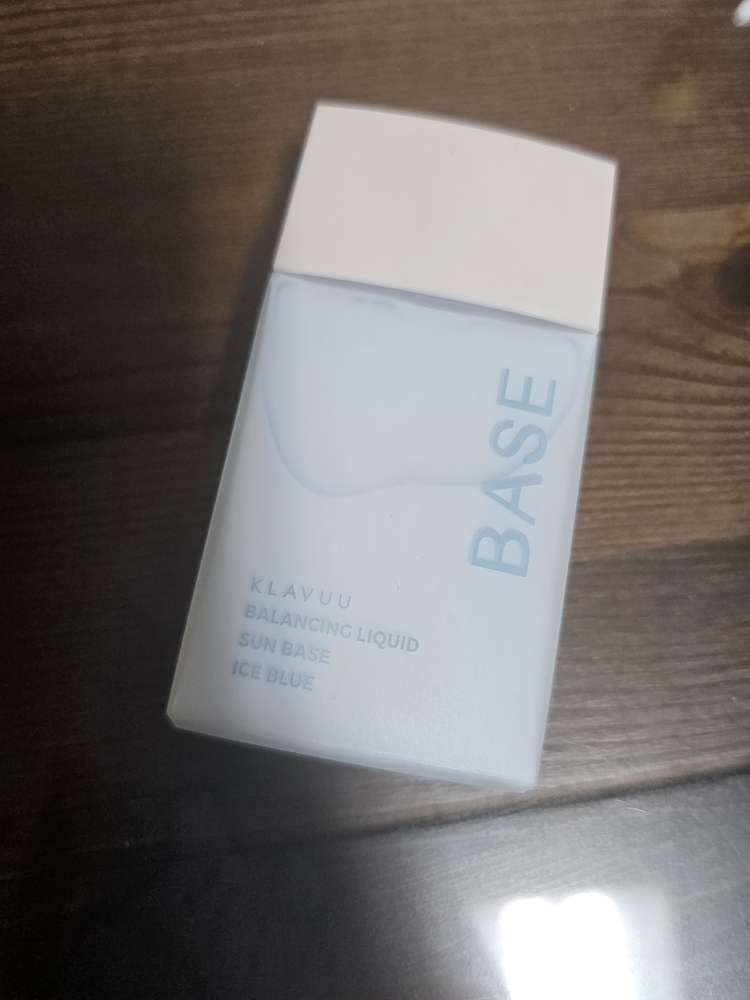 BASE
KLAVUU
BALANCING LIQUID
SUN BASE
ICE BLUE